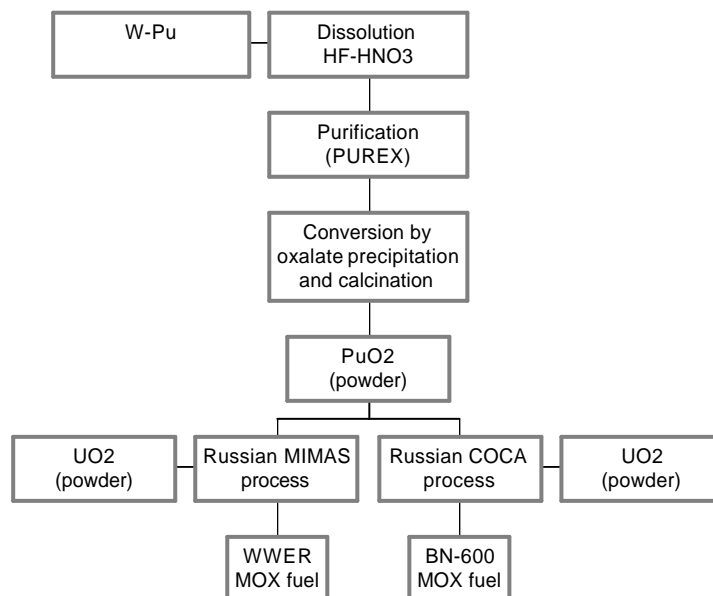 W-Pu
Dissolution
HF-HNO3
Purification
(PUREX)
Conversion by
oxalate precipitation
and calcination
PuO2
(powder)
UO2
(powder)
Russian MIMAS
process
Russian COCA
process
UO2
(powder)
WWER
MOX fuel
BN-600
MOX fuel